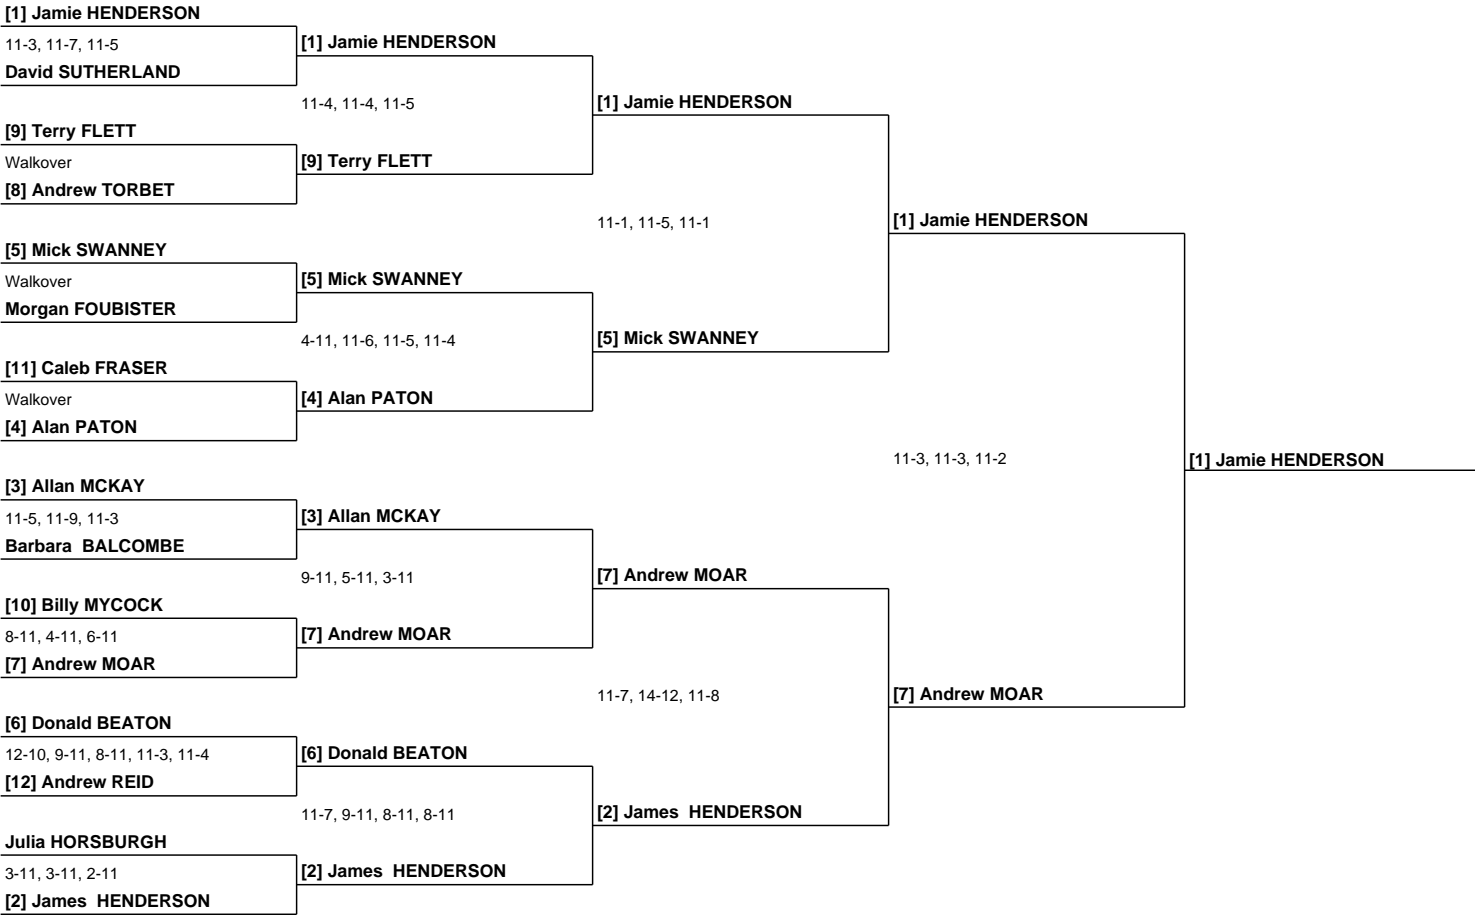 [1] Jamie HENDERSON
11-3, 11-7, 11-5
David SUTHERLAND
[9] Terry FLETT
Walkover
[8] Andrew TORBET
[5] Mick SWANNEY
Walkover
Morgan FOUBISTER
[11] Caleb FRASER
Walkover
[4] Alan PATON
[3] Allan MCKAY
11-5, 11-9, 11-3
Barbara  BALCOMBE
[10] Billy MYCOCK
8-11, 4-11, 6-11
[7] Andrew MOAR
[6] Donald BEATON
12-10, 9-11, 8-11, 11-3, 11-4
[12] Andrew REID
Julia HORSBURGH
3-11, 3-11, 2-11
[2] James  HENDERSON
[1] Jamie HENDERSON
11-4, 11-4, 11-5
[9] Terry FLETT
[5] Mick SWANNEY
4-11, 11-6, 11-5, 11-4
[4] Alan PATON
[3] Allan MCKAY
9-11, 5-11, 3-11
[7] Andrew MOAR
[6] Donald BEATON
11-7, 9-11, 8-11, 8-11
[2] James  HENDERSON
[1] Jamie HENDERSON
11-1, 11-5, 11-1
[5] Mick SWANNEY
[7] Andrew MOAR
11-7, 14-12, 11-8
[2] James  HENDERSON
[1] Jamie HENDERSON
11-3, 11-3, 11-2
[7] Andrew MOAR
[1] Jamie HENDERSON